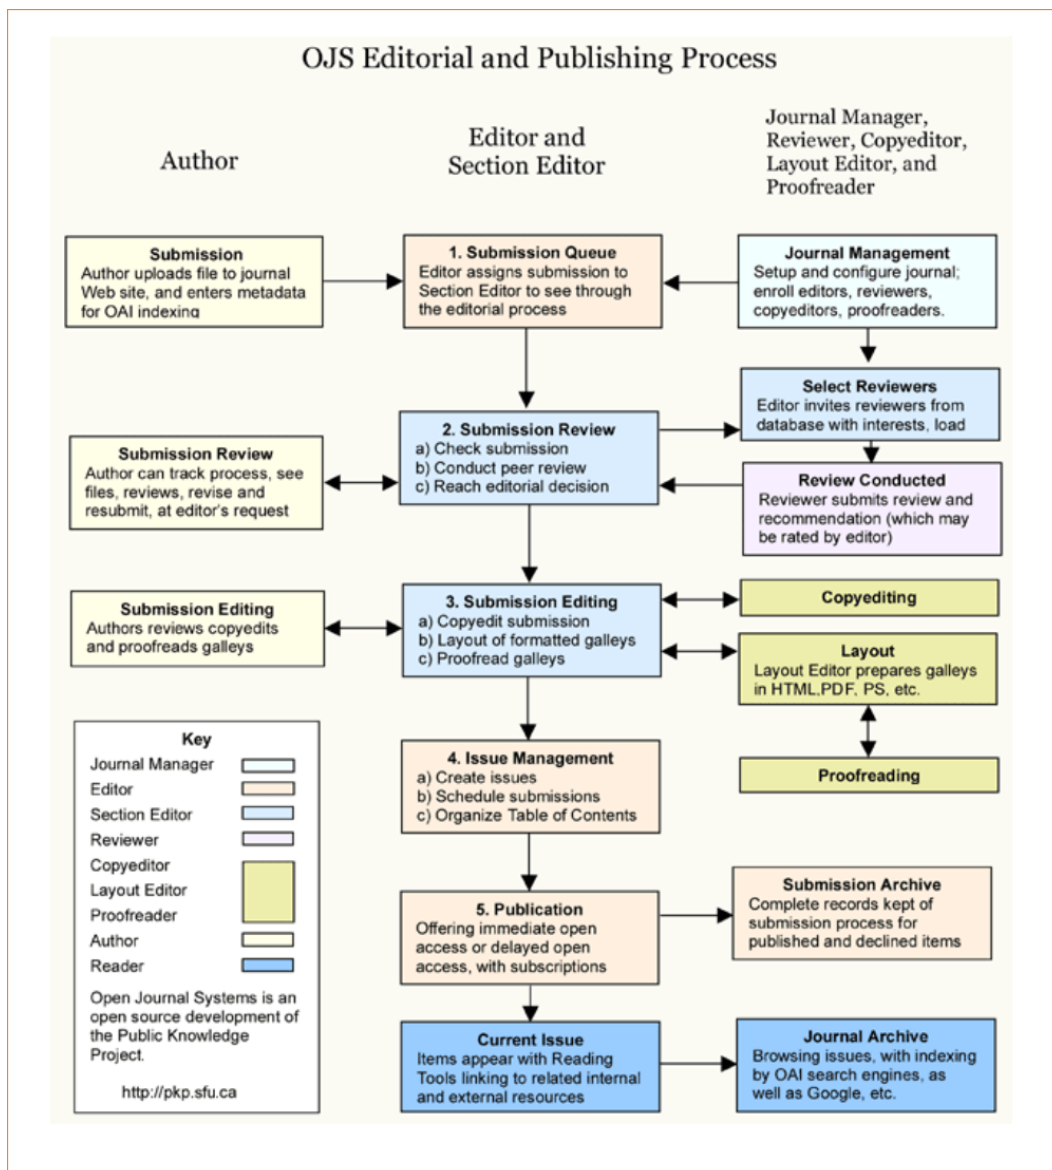 OJS Editorial and Publishing Process
Author
Editor and
Section Editor
Journal Manager,
Reviewer, Copyeditor,
Layout Editor, and
Proofreader
Submission
Author uploads file to journal
Web site, and enters metadata
for OAI indexing
1. Submission Queue
Editor assigns submission to
Section Editor to see through
the editorial process
Journal Management
Setup and configure journal;
enroll editors, reviewers,
copyeditors, proofreaders.
Select Reviewers
Editor invites reviewers from
database with interests, load
Submission Review
Author can track process, see
files, reviews, revise and
resubmit, at editor's request
2. Submission Review
a) Check submission
b) Conduct peer review
c) Reach editorial decision
Review Conducted
Reviewer submits review and
recommendation (which may
be rated by editor)
Submission Editing
Authors reviews copyedits
and proofreads galleys
3. Submission Editing
a) Copyedit submission
b) Layout of formatted galleys
c) Proofread galleys
Copyediting
Layout
Layout Editor prepares galleys
in HTML,PDF, PS, etc.
Proofreading
4. Issue Management
a) Create issues
b) Schedule submissions
c) Organize Table of Contents
5. Publication
Offering immediate open
access or delayed open
access, with subscriptions
Submission Archive
Complete records kept of
submission process for
published and declined items
Current Issue
Items appear with Reading
Tools linking to related internal
and external resources
Journal Archive
Browsing issues, with indexing
by OAI search engines, as
well as Google, etc.
Key
Journal Manager
Editor
Section Editor
Reviewer
Copyeditor
Layout Editor
Proofreader
Author
Reader
Open Journal Systems is an
open source development of
the Public Knowledge
Project.
http://pkp.sfu.ca